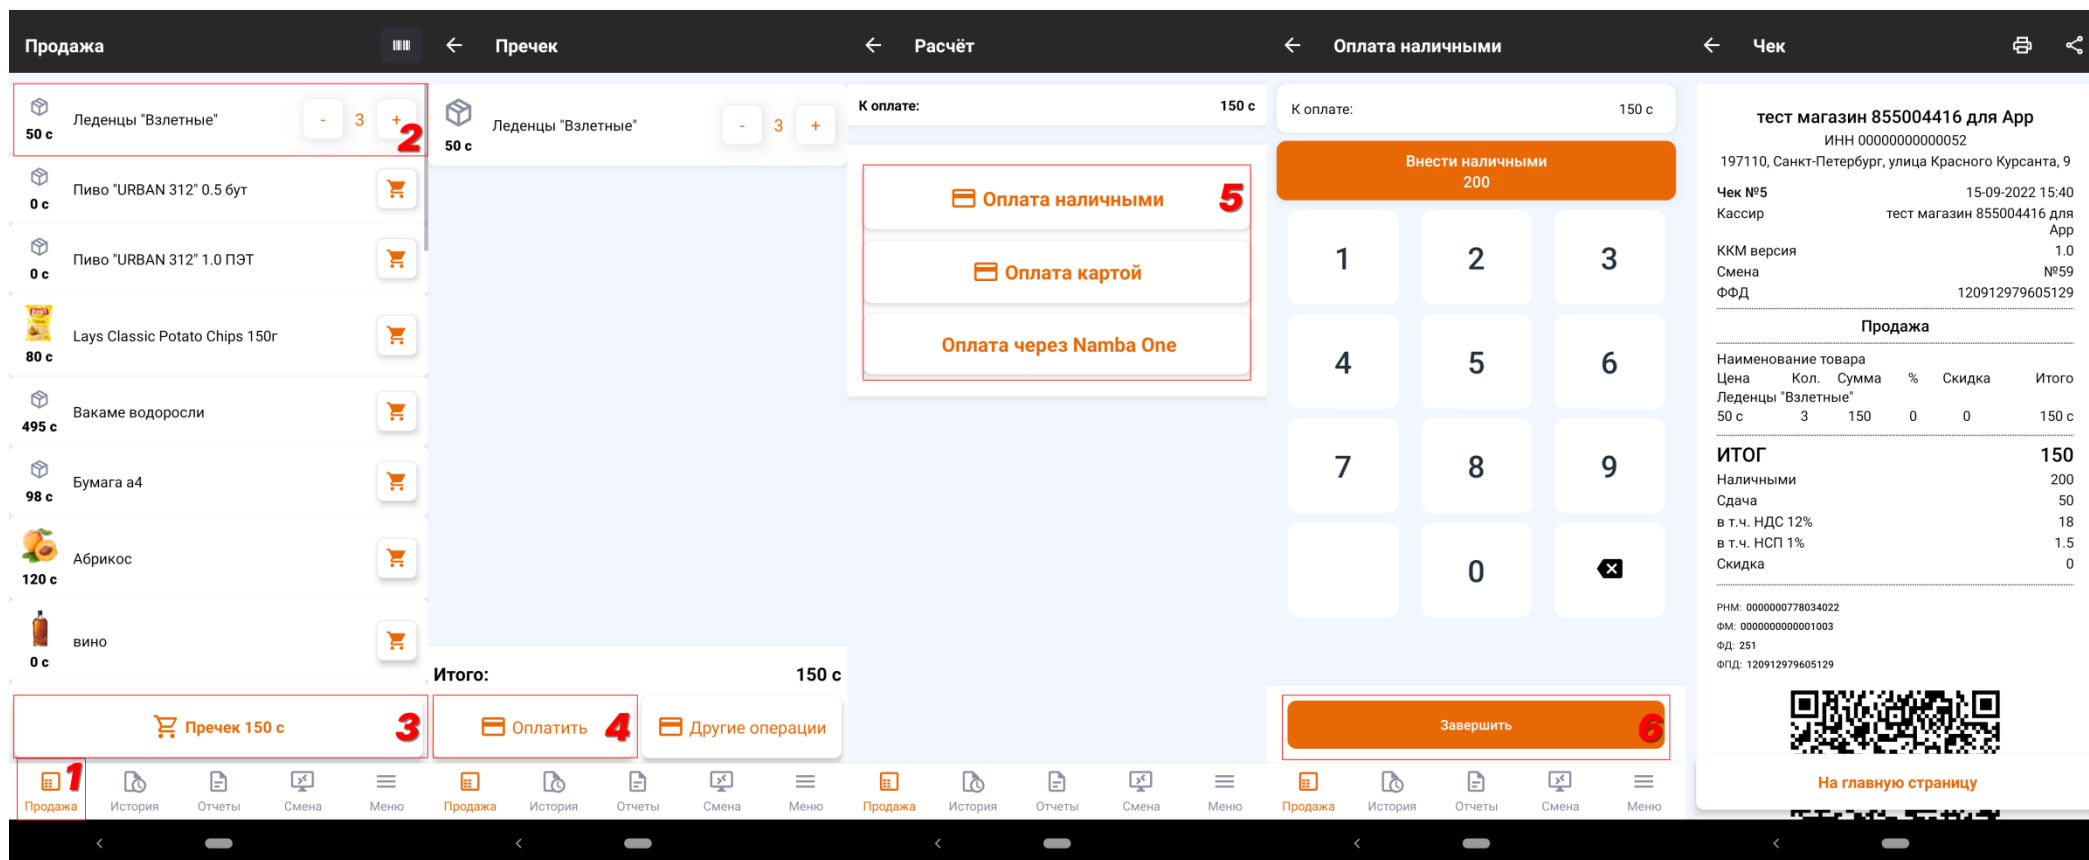 Продажа
Леденцы "Взлетные"
50 с
- 3 +
2
Пиво "URBAN 312" 0.5 бут
0 с
Пиво "URBAN 312" 1.0 ПЭТ
0 с
Lays Classic Potato Chips 150г
80 с
Вакаме водоросли
495 с
Бумага а4
98 с
Абрикос
120 с
вино
0 с
Пречек 150 с
3
1
Продажа История Отчеты Смена Меню
Пречек
Леденцы "Взлетные"
50 с
- 3 +
Итого: 150 с
Оплатить 4 Другие операции
Продажа История Отчеты Смена Меню
Расчёт
К оплате: 150 с
Оплата наличными 5
Оплата картой
Оплата через Namba One
Продажа История Отчеты Смена Меню
Оплата наличными
К оплате: 150 с
Внести наличными
200
1 2 3
4 5 6
7 8 9
0
Завершить 6
Продажа История Отчеты Смена Меню
Чек
тест магазин 855004416 для App
ИНН 00000000000052
197110, Санкт-Петербург, улица Красного Курсанта, 9
Чек №5 15-09-2022 15:40
Кассир тест магазин 855004416 для
App
ККМ версия 1.0
Смена №59
ФФД 120912979605129
Продажа
Наименование товара
Цена Кол. Сумма % Скидка Итого
Леденцы "Взлетные"
50 с 3 150 0 0 150 с
ИТОГ 150
Наличными 200
Сдача 50
в т.ч. НДС 12% 18
в т.ч. НСП 1% 1.5
Скидка 0
РНМ: 0000000778034022
ФМ: 0000000000001003
ФД: 251
ФПД: 120912979605129
На главную страницу